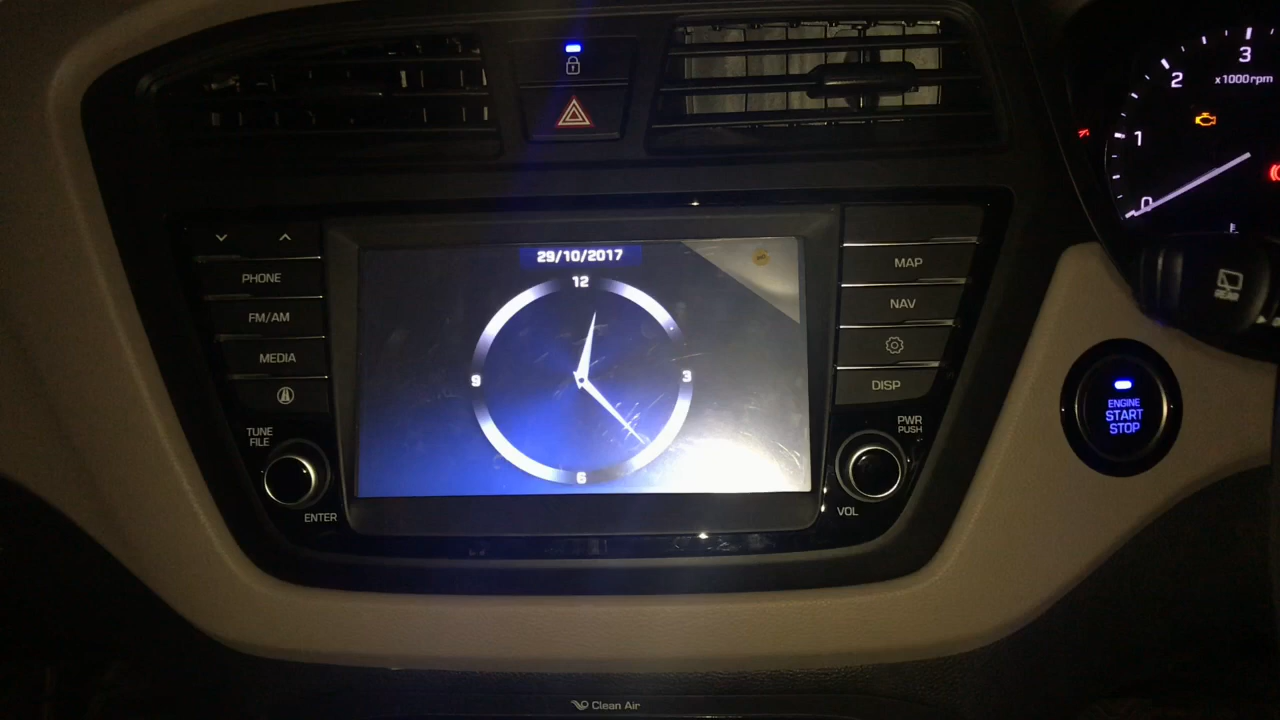 3
2
x1000rpm
1
0
29/10/2017
12
PHONE
MAP
FM/AM
NAV
MEDIA
9
3
DISP
TUNE
FILE
PWR
PUSH
6
ENTER
VOL
REAR
ENGINE
START
STOP
E
Clean Air